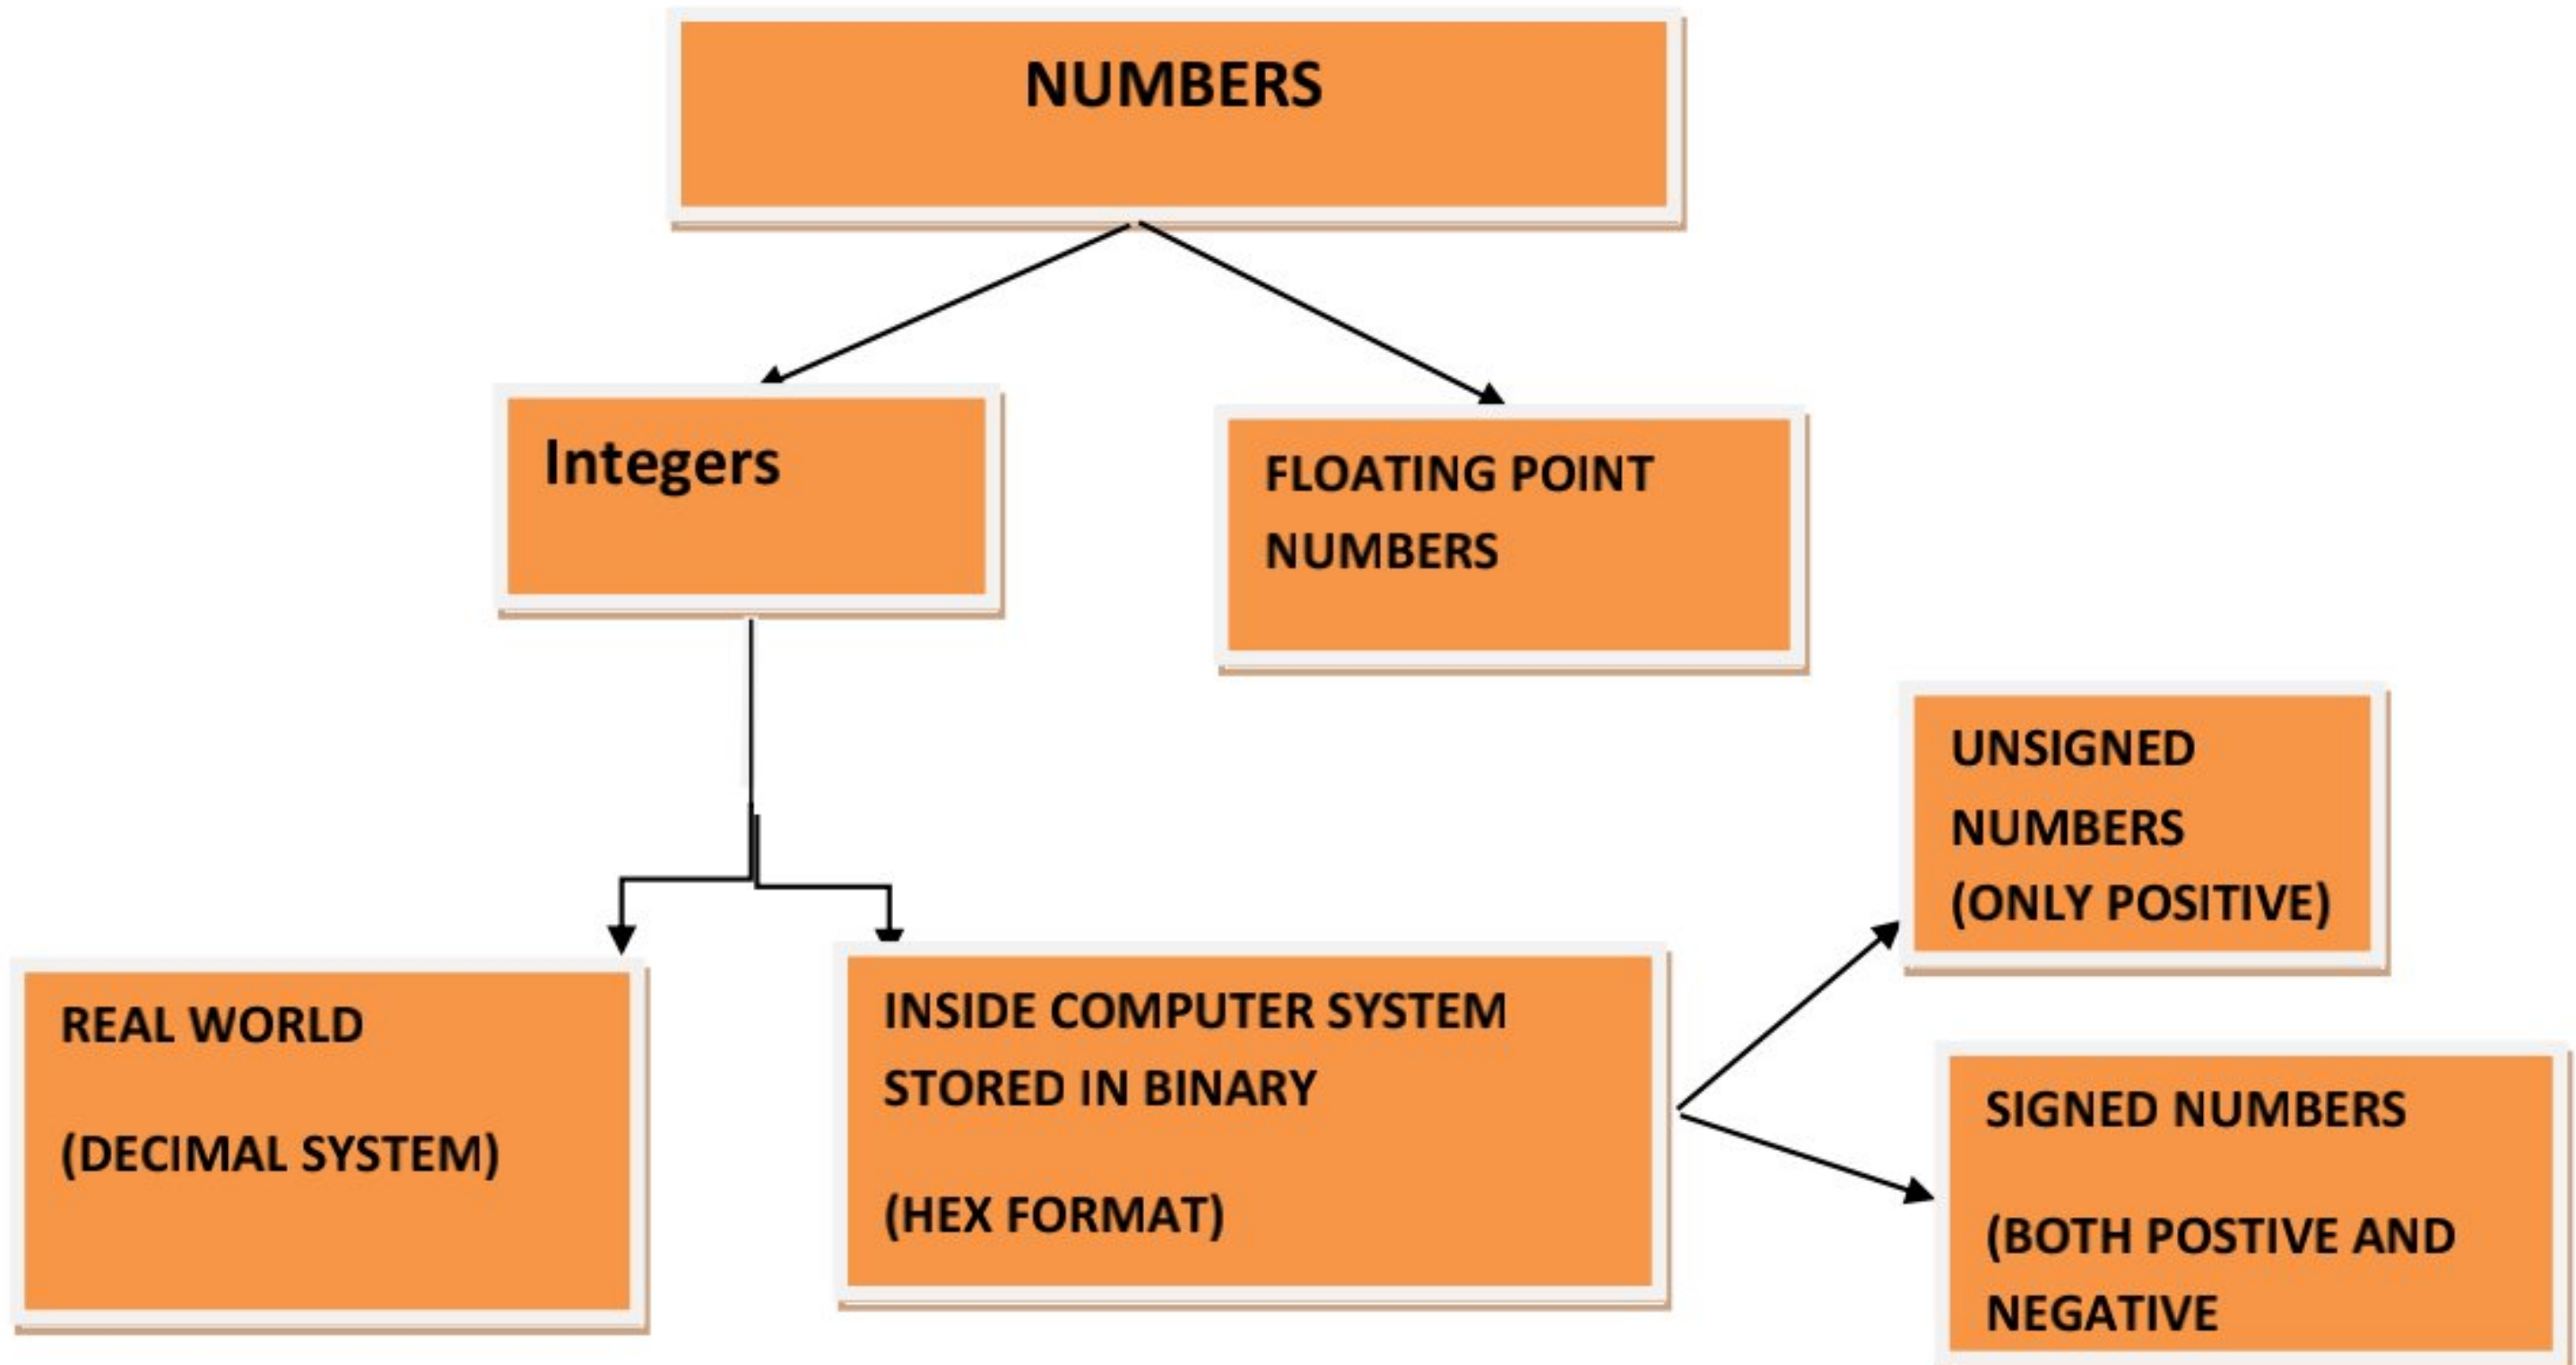 NUMBERS
Integers
FLOATING POINT
NUMBERS
UNSIGNED
NUMBERS
(ONLY POSITIVE)
REAL WORLD
(DECIMAL SYSTEM)
INSIDE COMPUTER SYSTEM
STORED IN BINARY
(HEX FORMAT)
SIGNED NUMBERS
(BOTH POSTIVE AND
NEGATIVE